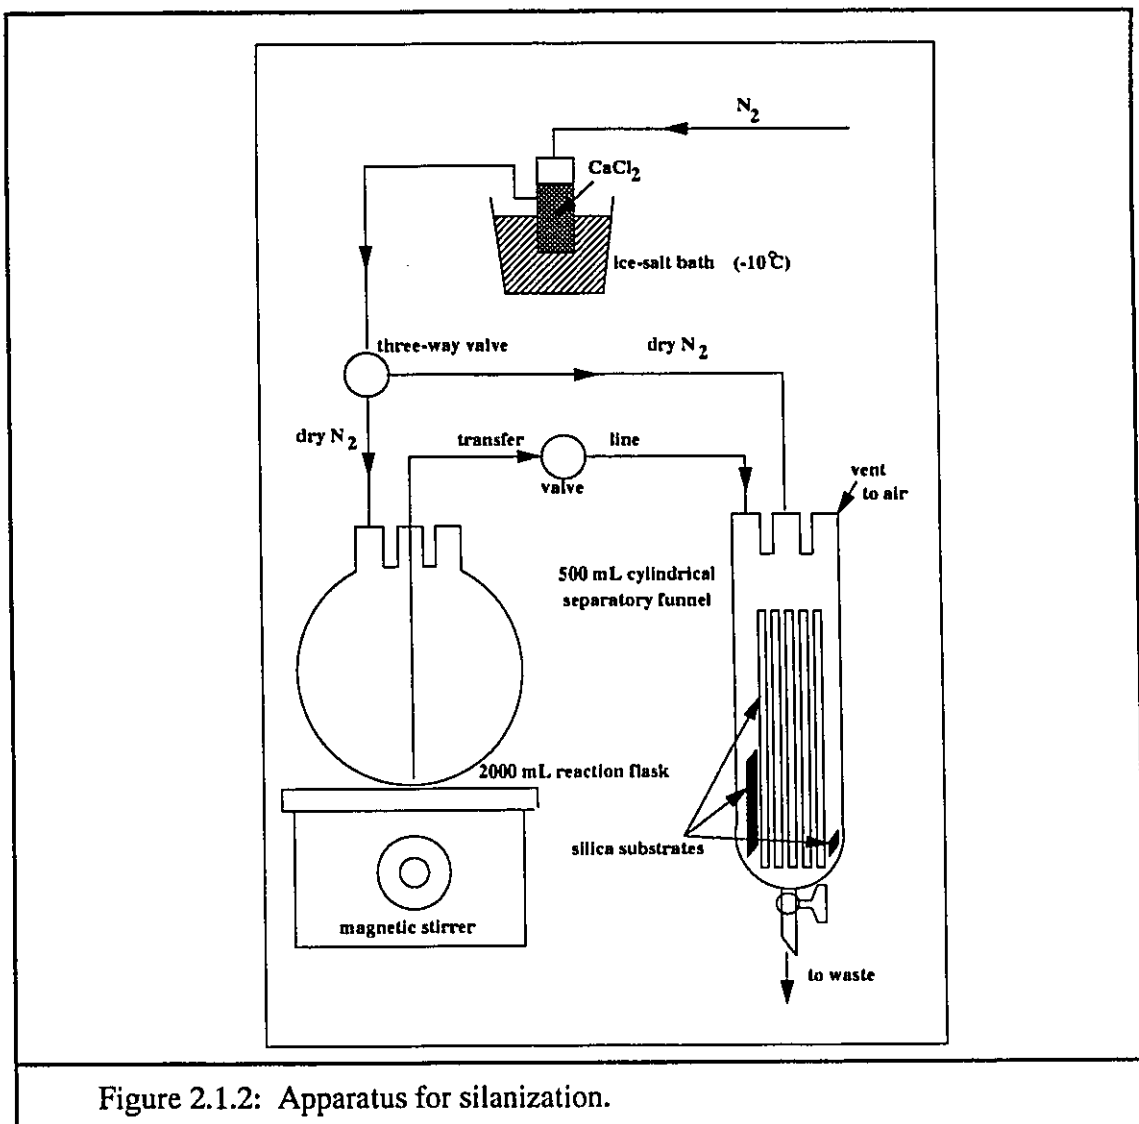 N2
CaCl2
ice-salt bath (-10°C)
three-way valve
dry N2
dry N2
transfer
line
valve
vent
to air
500 mL cylindrical
separatory funnel
2000 mL reaction flask
silica substrates
magnetic stirrer
to waste
Figure 2.1.2: Apparatus for silanization.